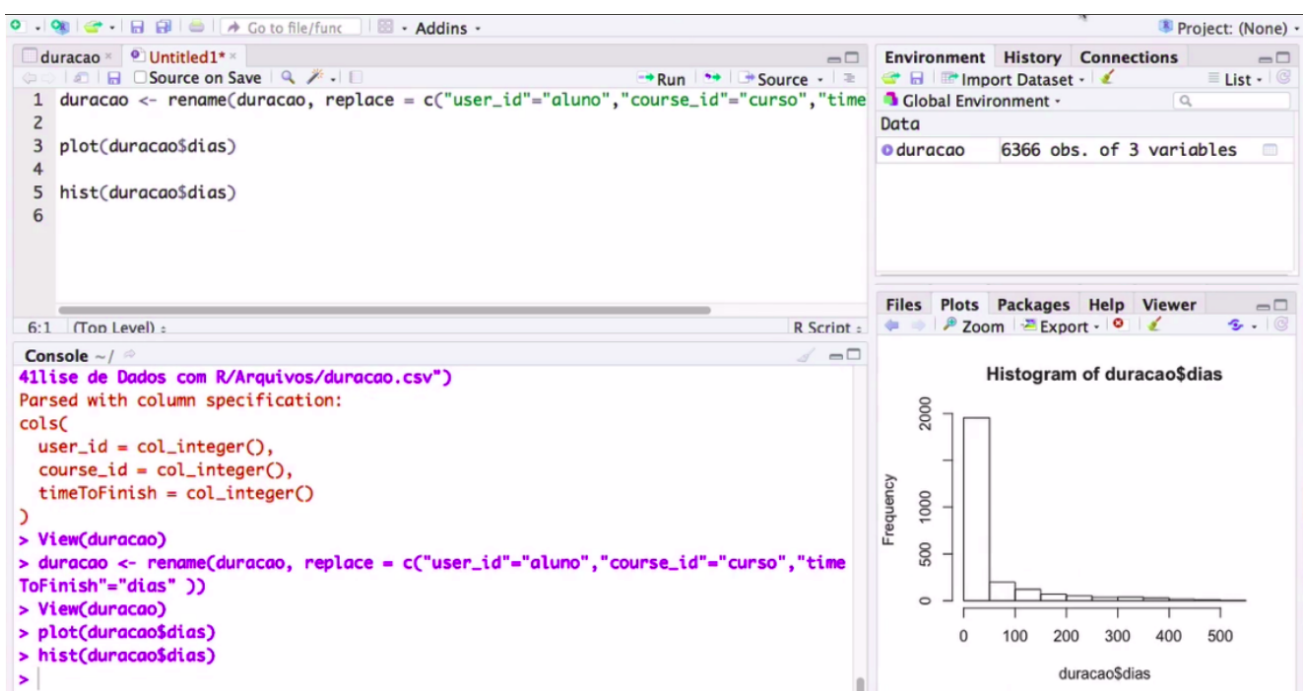 Go to file/func
Addins
Project: (None)
duracao
Untitled1*
Source on Save
Run
Source
1 duracao <- rename(duracao, replace = c("user_id"="aluno","course_id"="curso","time
2
3 plot(duracao$dias)
4
5 hist(duracao$dias)
6
6:1 (Top Level)
R Script
Console ~/
41lise de Dados com R/Arquivos/duracao.csv")
Parsed with column specification:
cols(
user_id = col_integer(),
course_id = col_integer(),
timeToFinish = col_integer()
)
> View(duracao)
> duracao <- rename(duracao, replace = c("user_id"="aluno","course_id"="curso","time
ToFinish"="dias" ))
> View(duracao)
> plot(duracao$dias)
> hist(duracao$dias)
>
Environment History Connections
Import Dataset
List
Global Environment
Data
duracao 6366 obs. of 3 variables
Files Plots Packages Help Viewer
Zoom Export
Histogram of duracao$dias
Frequency
2000
1000
500
0
0 100 200 300 400 500
duracao$dias